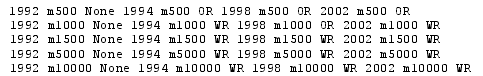 1992 m500 None 1994 m500 OR 1998 m500 OR 2002 m500 OR
1992 m1000 None 1994 m1000 WR 1998 m1000 OR 2002 m1000 WR
1992 m1500 None 1994 m1500 WR 1998 m1500 WR 2002 m1500 WR
1992 m5000 None 1994 m5000 WR 1998 m5000 WR 2002 m5000 WR
1992 m10000 None 1994 m10000 WR 1998 m10000 WR 2002 m10000 WR